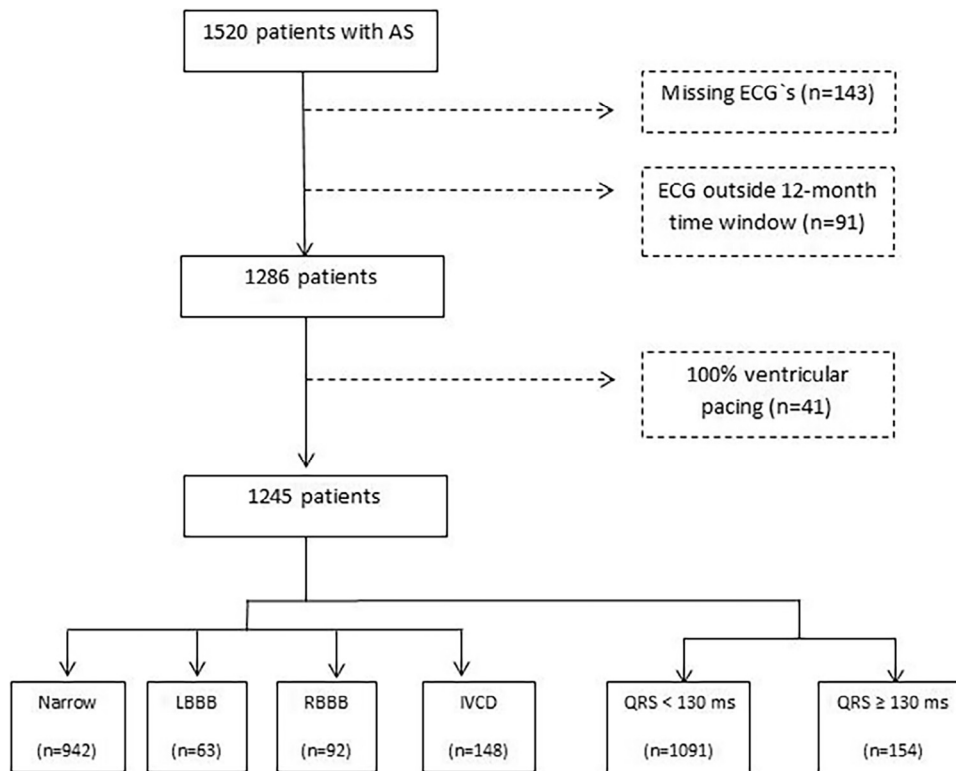 1520 patients with AS
Missing ECG`s (n=143)
ECG outside 12-month
time window (n=91)
1286 patients
100% ventricular
pacing (n=41)
1245 patients
Narrow
(n=942)
LBBB
(n=63)
RBBB
(n=92)
IVCD
(n=148)
QRS < 130 ms
(n=1091)
QRS ≥ 130 ms
(n=154)